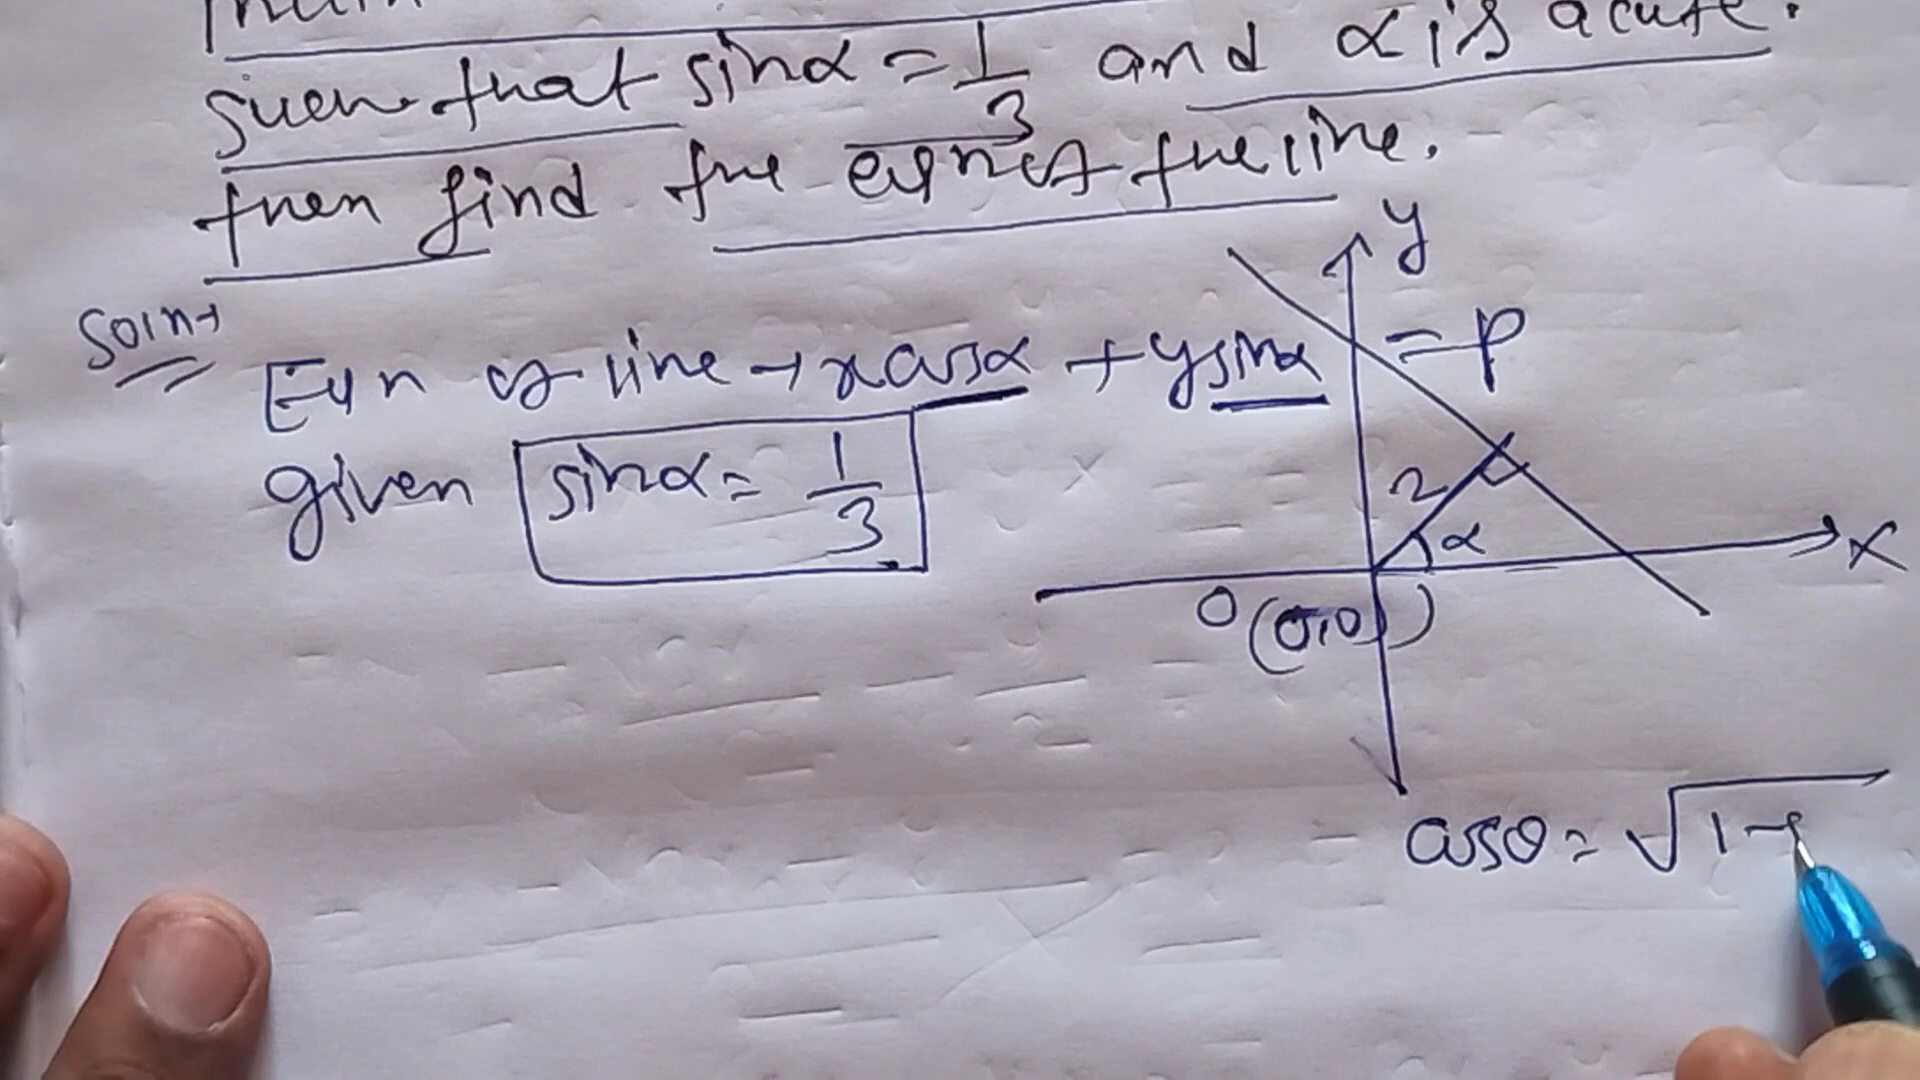 such that sinα = 1/3 and α is acute.
then find the eqn of the line.
Soln→
Eqn of line → x cosα + y sinα = p
given sinα = 1/3
y
2
α
x
O (0,0)
cosθ = √1-s